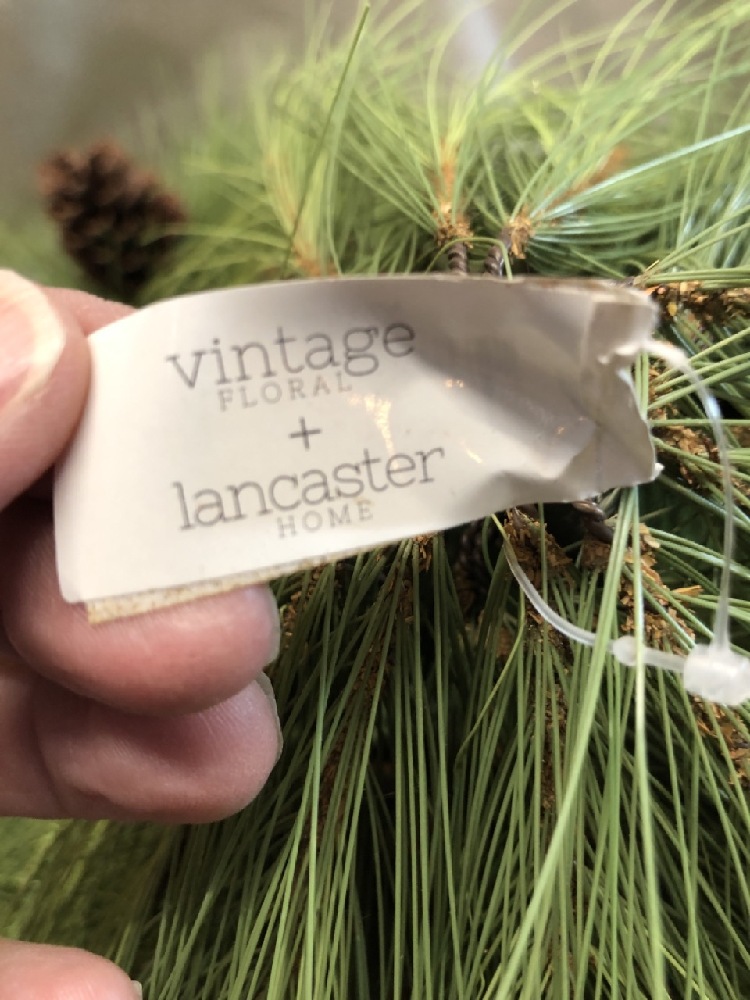 vintage
FLORAL
+
lancaster
HOME